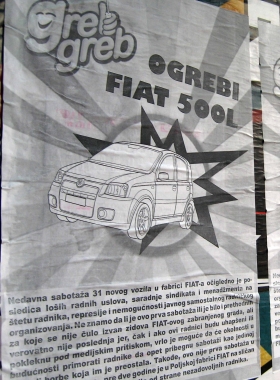 greb
greb
OGREBI
FIAT 500L
Nedavna sabotaža 31 novog vozila u fabrici FIAT-a očigledno je po-
sledica loših radnih uslova, saradnje sindikata i menadžmenta na
štetu radnika, represije i nemogućnosti javnog samostalnog radničkog
organizovanja. Ne znamo da li je ovo prva sabotaža ili je bilo i prethodnih
za koje se nije čulo izvan zidova FIAT-ovog zabranjenog grada, ali
verovatno nije poslednja jer, čak i ako ovi radnici budu uhapšeni ili
pokleknu pod medijskim pritiskom, vrlo je moguće da će okolnosti u
budućnosti primorati radnike da opet pribegnu sabotaži kao jedinoj
borbe koja im je preostala. Takođe, ovo nije prva sabotaža u
pre dve godine je u Poljskoj fabrici FIAT na sličan
od strane nezadovoljnih radnika.